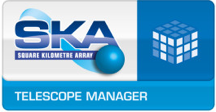 SKA
SQUARE KILOMETRE ARRAY
TELESCOPE MANAGER